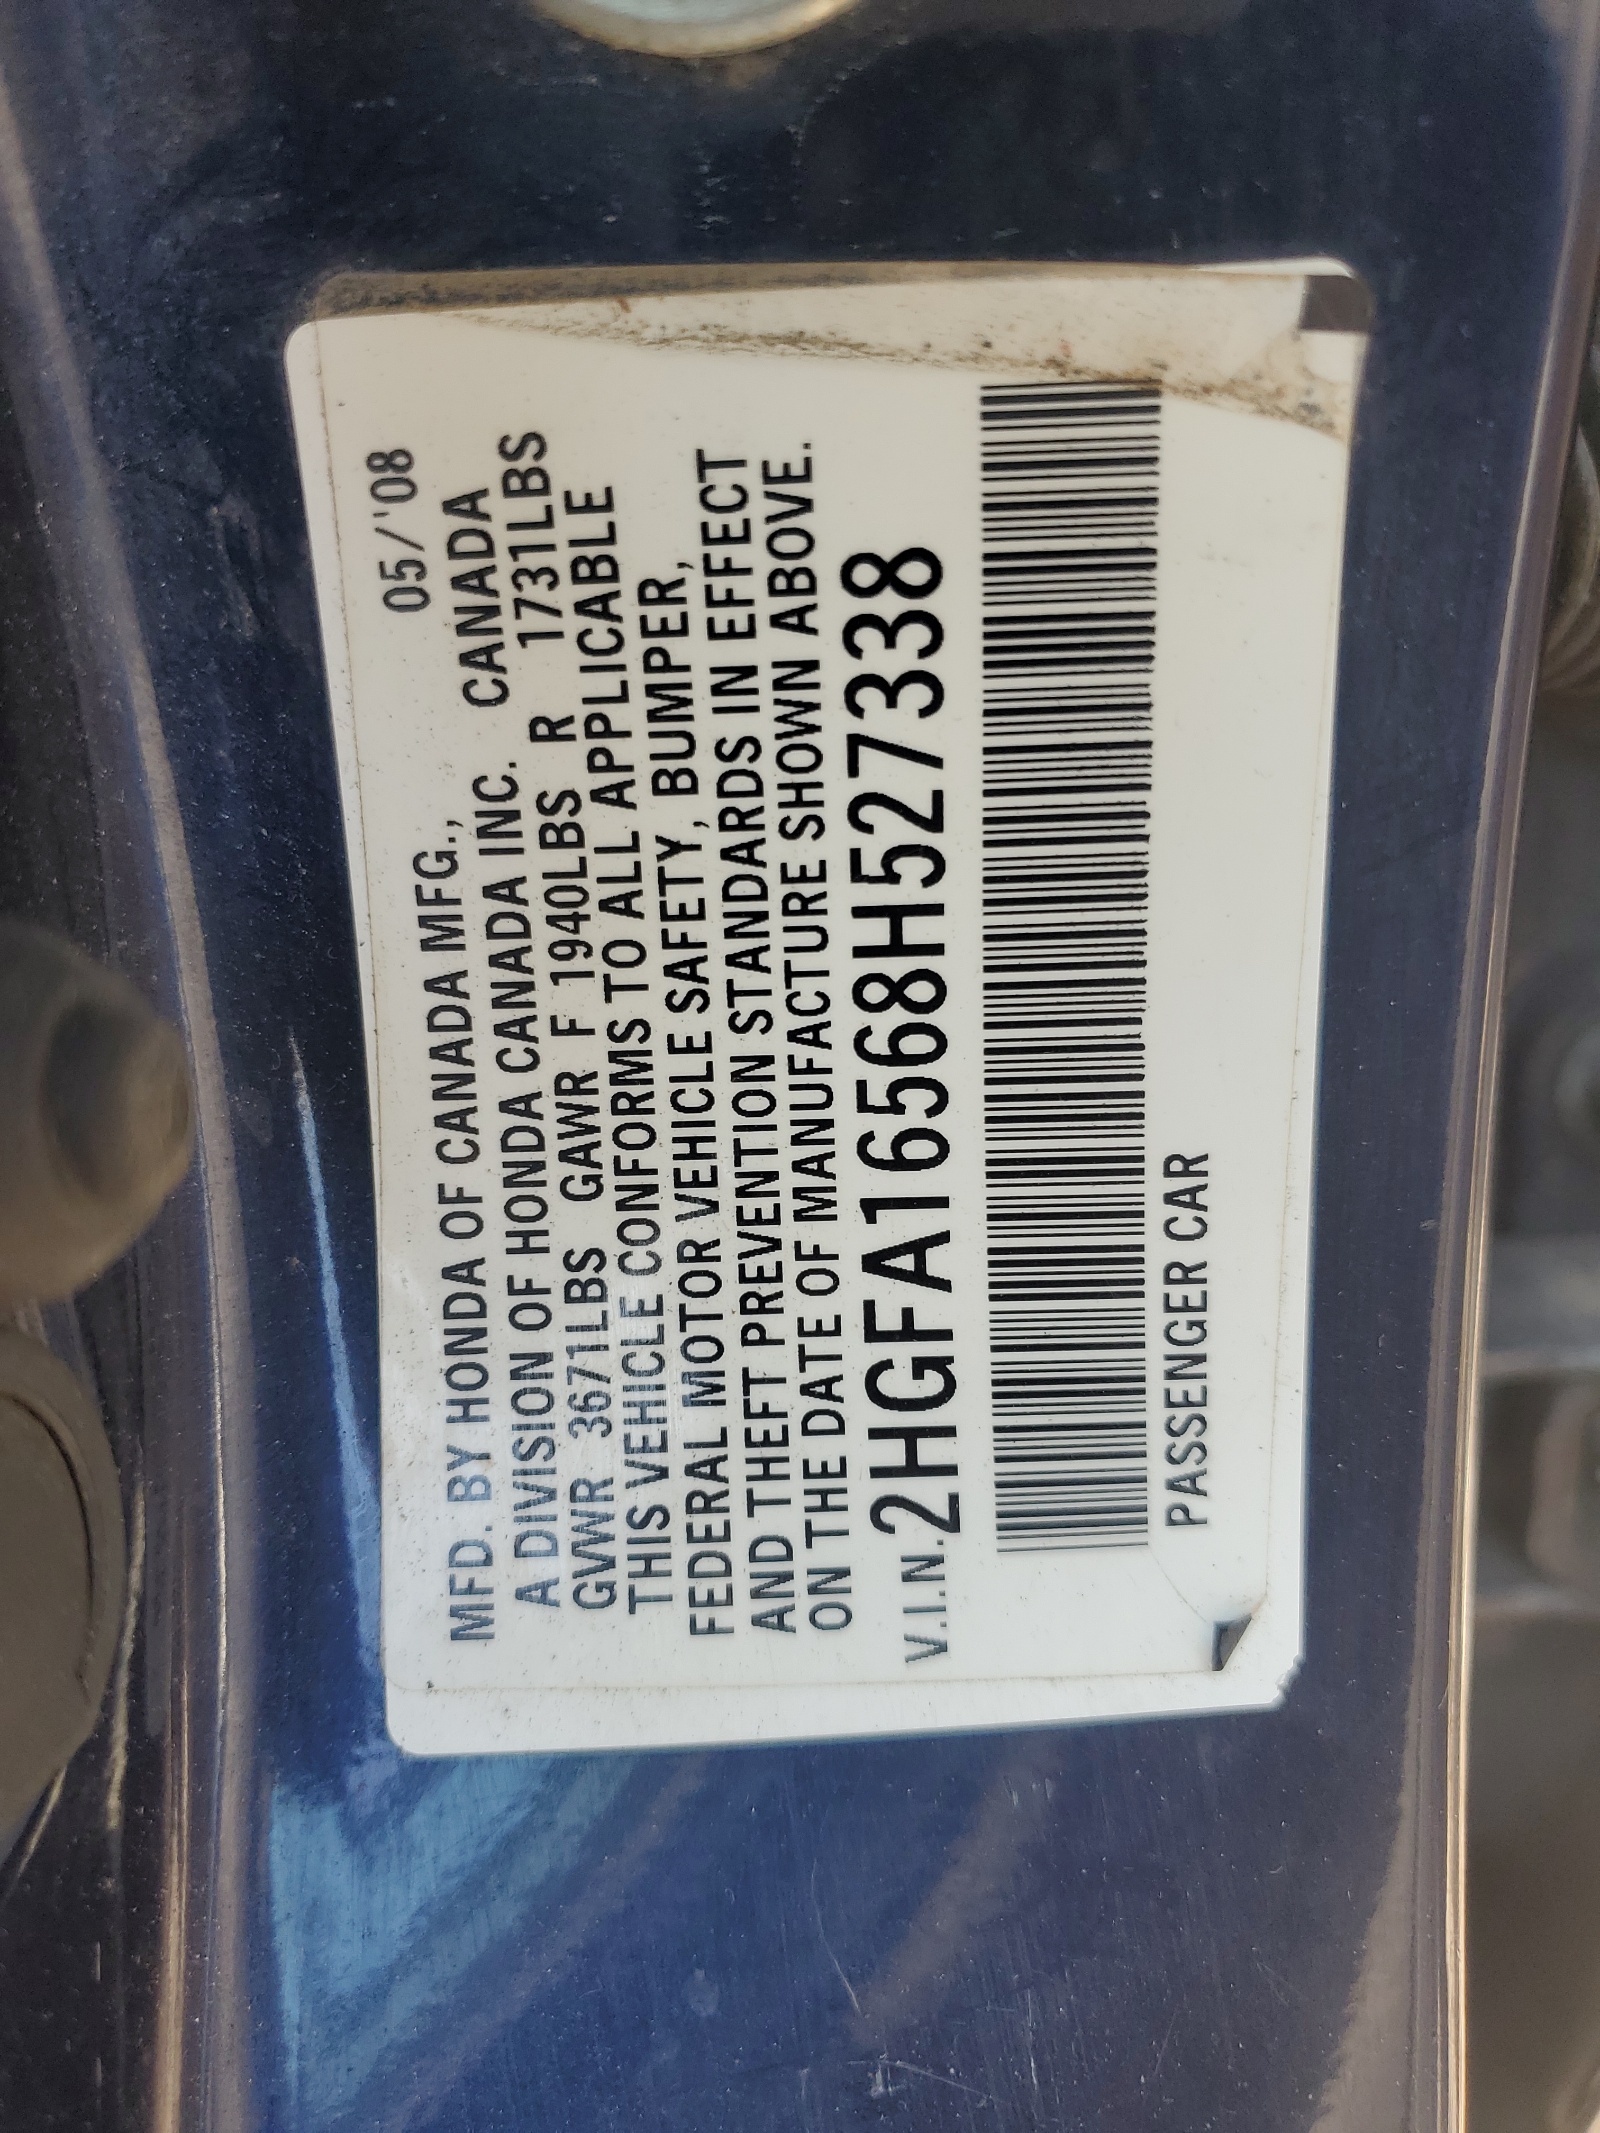 05/'08
MFD. BY HONDA OF CANADA MFG., CANADA
A DIVISION OF HONDA CANADA INC.
GVWR 3671LBS GAWR F 1940LBS R 1731LBS
THIS VEHICLE CONFORMS TO ALL APPLICABLE
FEDERAL MOTOR VEHICLE SAFETY, BUMPER,
AND THEFT PREVENTION STANDARDS IN EFFECT
ON THE DATE OF MANUFACTURE SHOWN ABOVE.
V.I.N. 2HGFA16568H527338
PASSENGER CAR